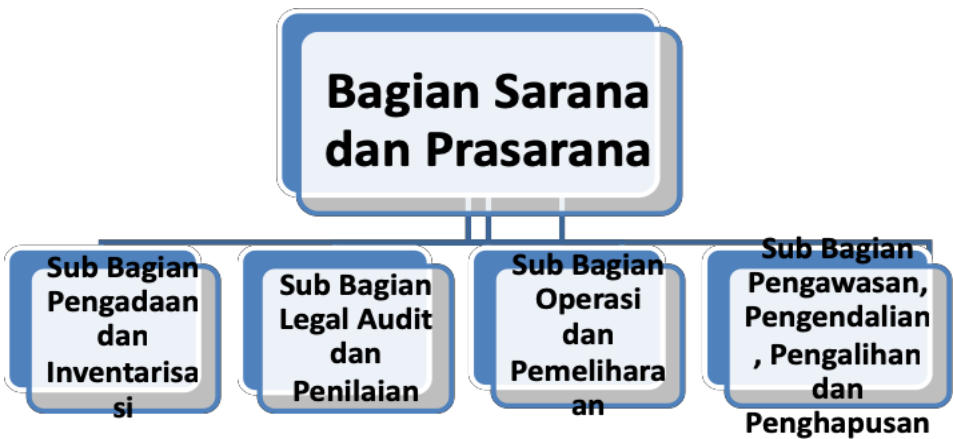 Bagian Sarana
dan Prasarana
Sub Bagian
Pengadaan
dan
Inventarisa
si
Sub Bagian
Legal Audit
dan
Penilaian
Sub Bagian
Operasi
dan
Pemelihara
an
Sub Bagian
Pengawasan,
Pengendalian
, Pengalihan
dan
Penghapusan